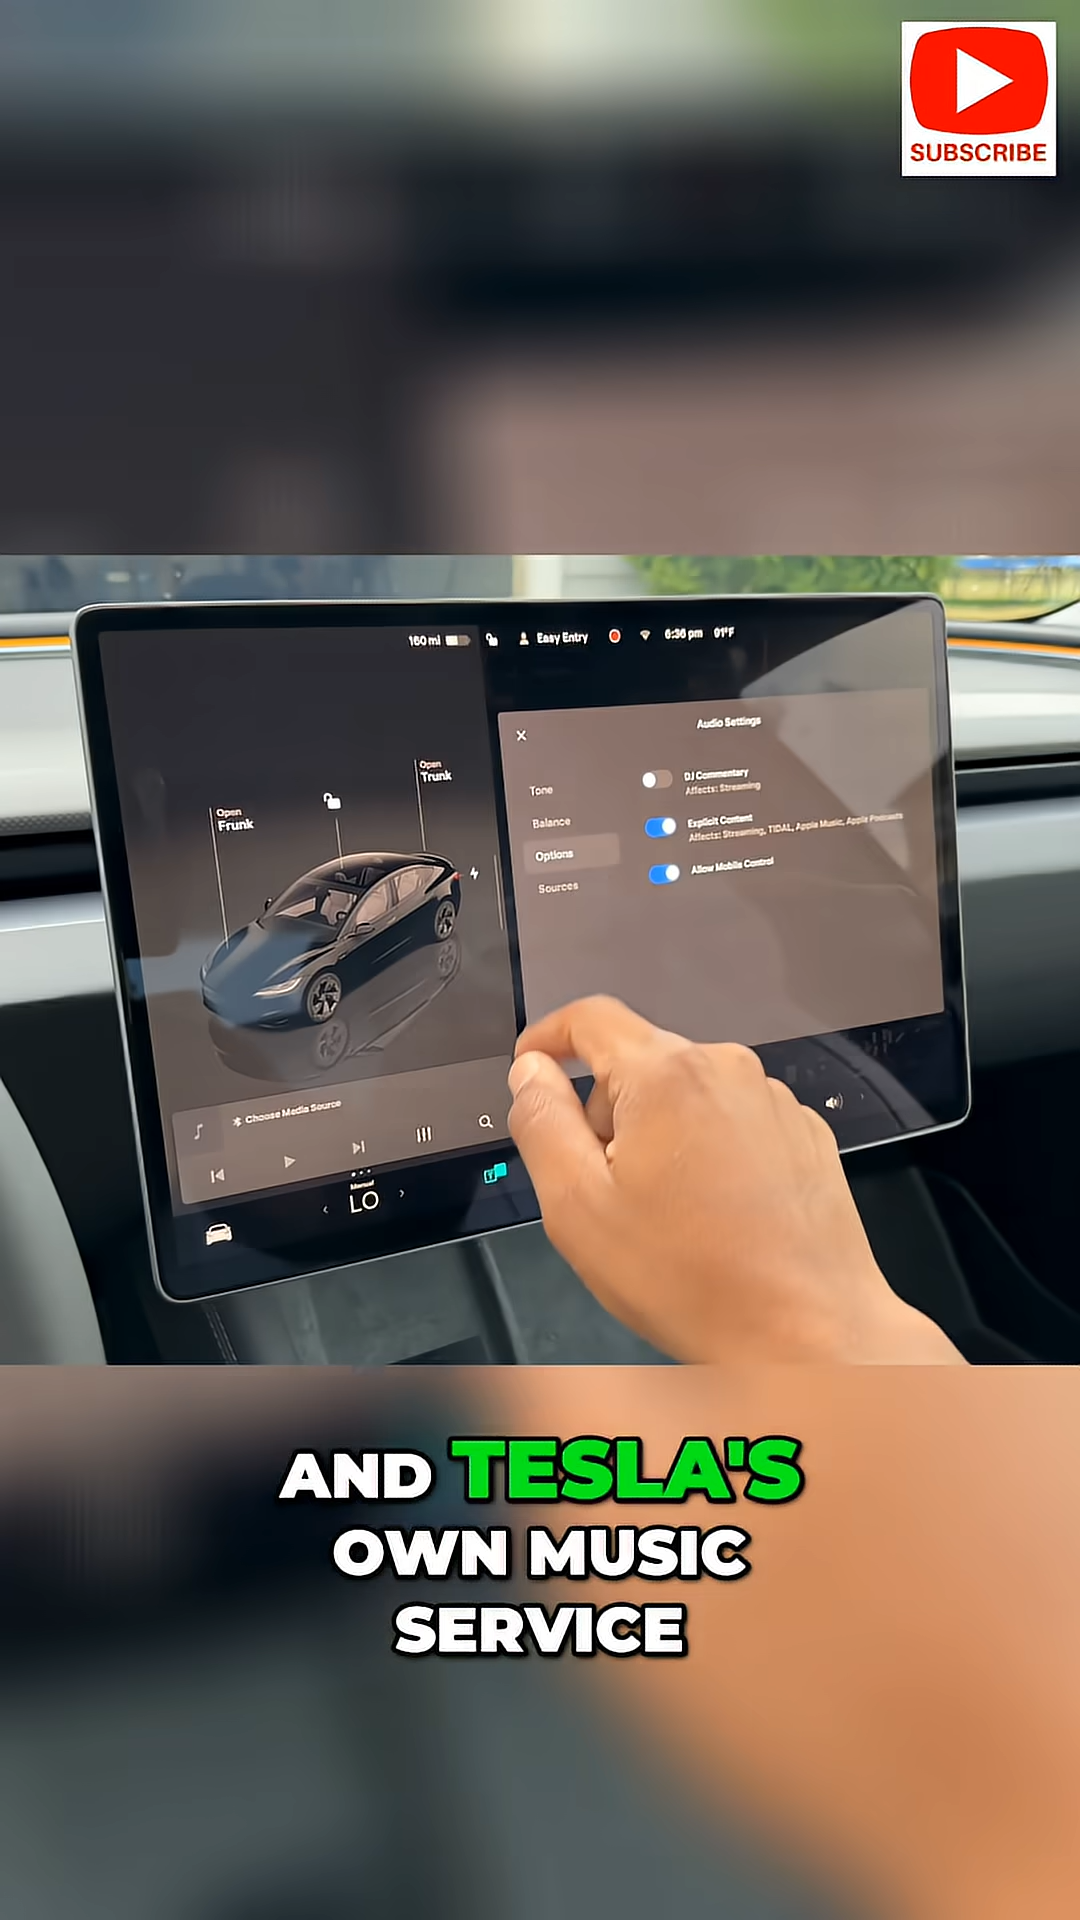 SUBSCRIBE
160 mi
Easy Entry
6:36 pm
91°F
Audio Settings
Open
Trunk
Open
Frunk
Tone
Balance
Options
Sources
DJ Commentary
Affects: Streaming
Explicit Content
Affects: Streaming, TIDAL, Apple Music, Apple Podcasts
Allow Mobile Control
Choose Media Source
Manual
LO
AND TESLA'S
OWN MUSIC
SERVICE